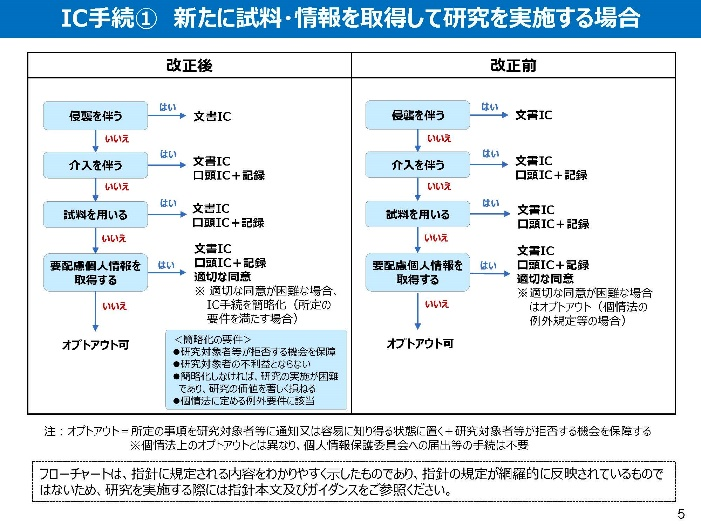 IC手続① 新たに試料・情報を取得して研究を実施する場合
改正後
侵襲を伴う
はい
文書IC
いいえ
介入を伴う
はい
文書IC
口頭IC+記録
いいえ
試料を用いる
はい
文書IC
口頭IC+記録
いいえ
要配慮個人情報を
取得する
はい
文書IC
口頭IC+記録
適切な同意
※ 適切な同意が困難な場合、
IC手続を簡略化(所定の
要件を満たす場合)
いいえ
オプトアウト可
<簡略化の要件>
●研究対象者等が拒否する機会を保障
●研究対象者の不利益とならない
●簡略化しなければ、研究の実施が困難
であり、研究の価値を著しく損ねる
●個情法に定める例外要件に該当
改正前
侵襲を伴う
はい
文書IC
いいえ
介入を伴う
はい
文書IC
口頭IC+記録
いいえ
試料を用いる
はい
文書IC
口頭IC+記録
いいえ
要配慮個人情報を
取得する
はい
文書IC
口頭IC+記録
適切な同意
※適切な同意が困難な場合
はオプトアウト(個情法の
例外規定等の場合)
いいえ
オプトアウト可
注:オプトアウト=所定の事項を研究対象者等に通知又は容易に知り得る状態に置く+研究対象者等が拒否する機会を保障する
※個情法上のオプトアウトとは異なり、個人情報保護委員会への届出等の手続は不要
フローチャートは、指針に規定される内容をわかりやすく示したものであり、指針の規定が網羅的に反映されているもので
はないため、研究を実施する際には指針本文及びガイダンスをご参照ください。
5